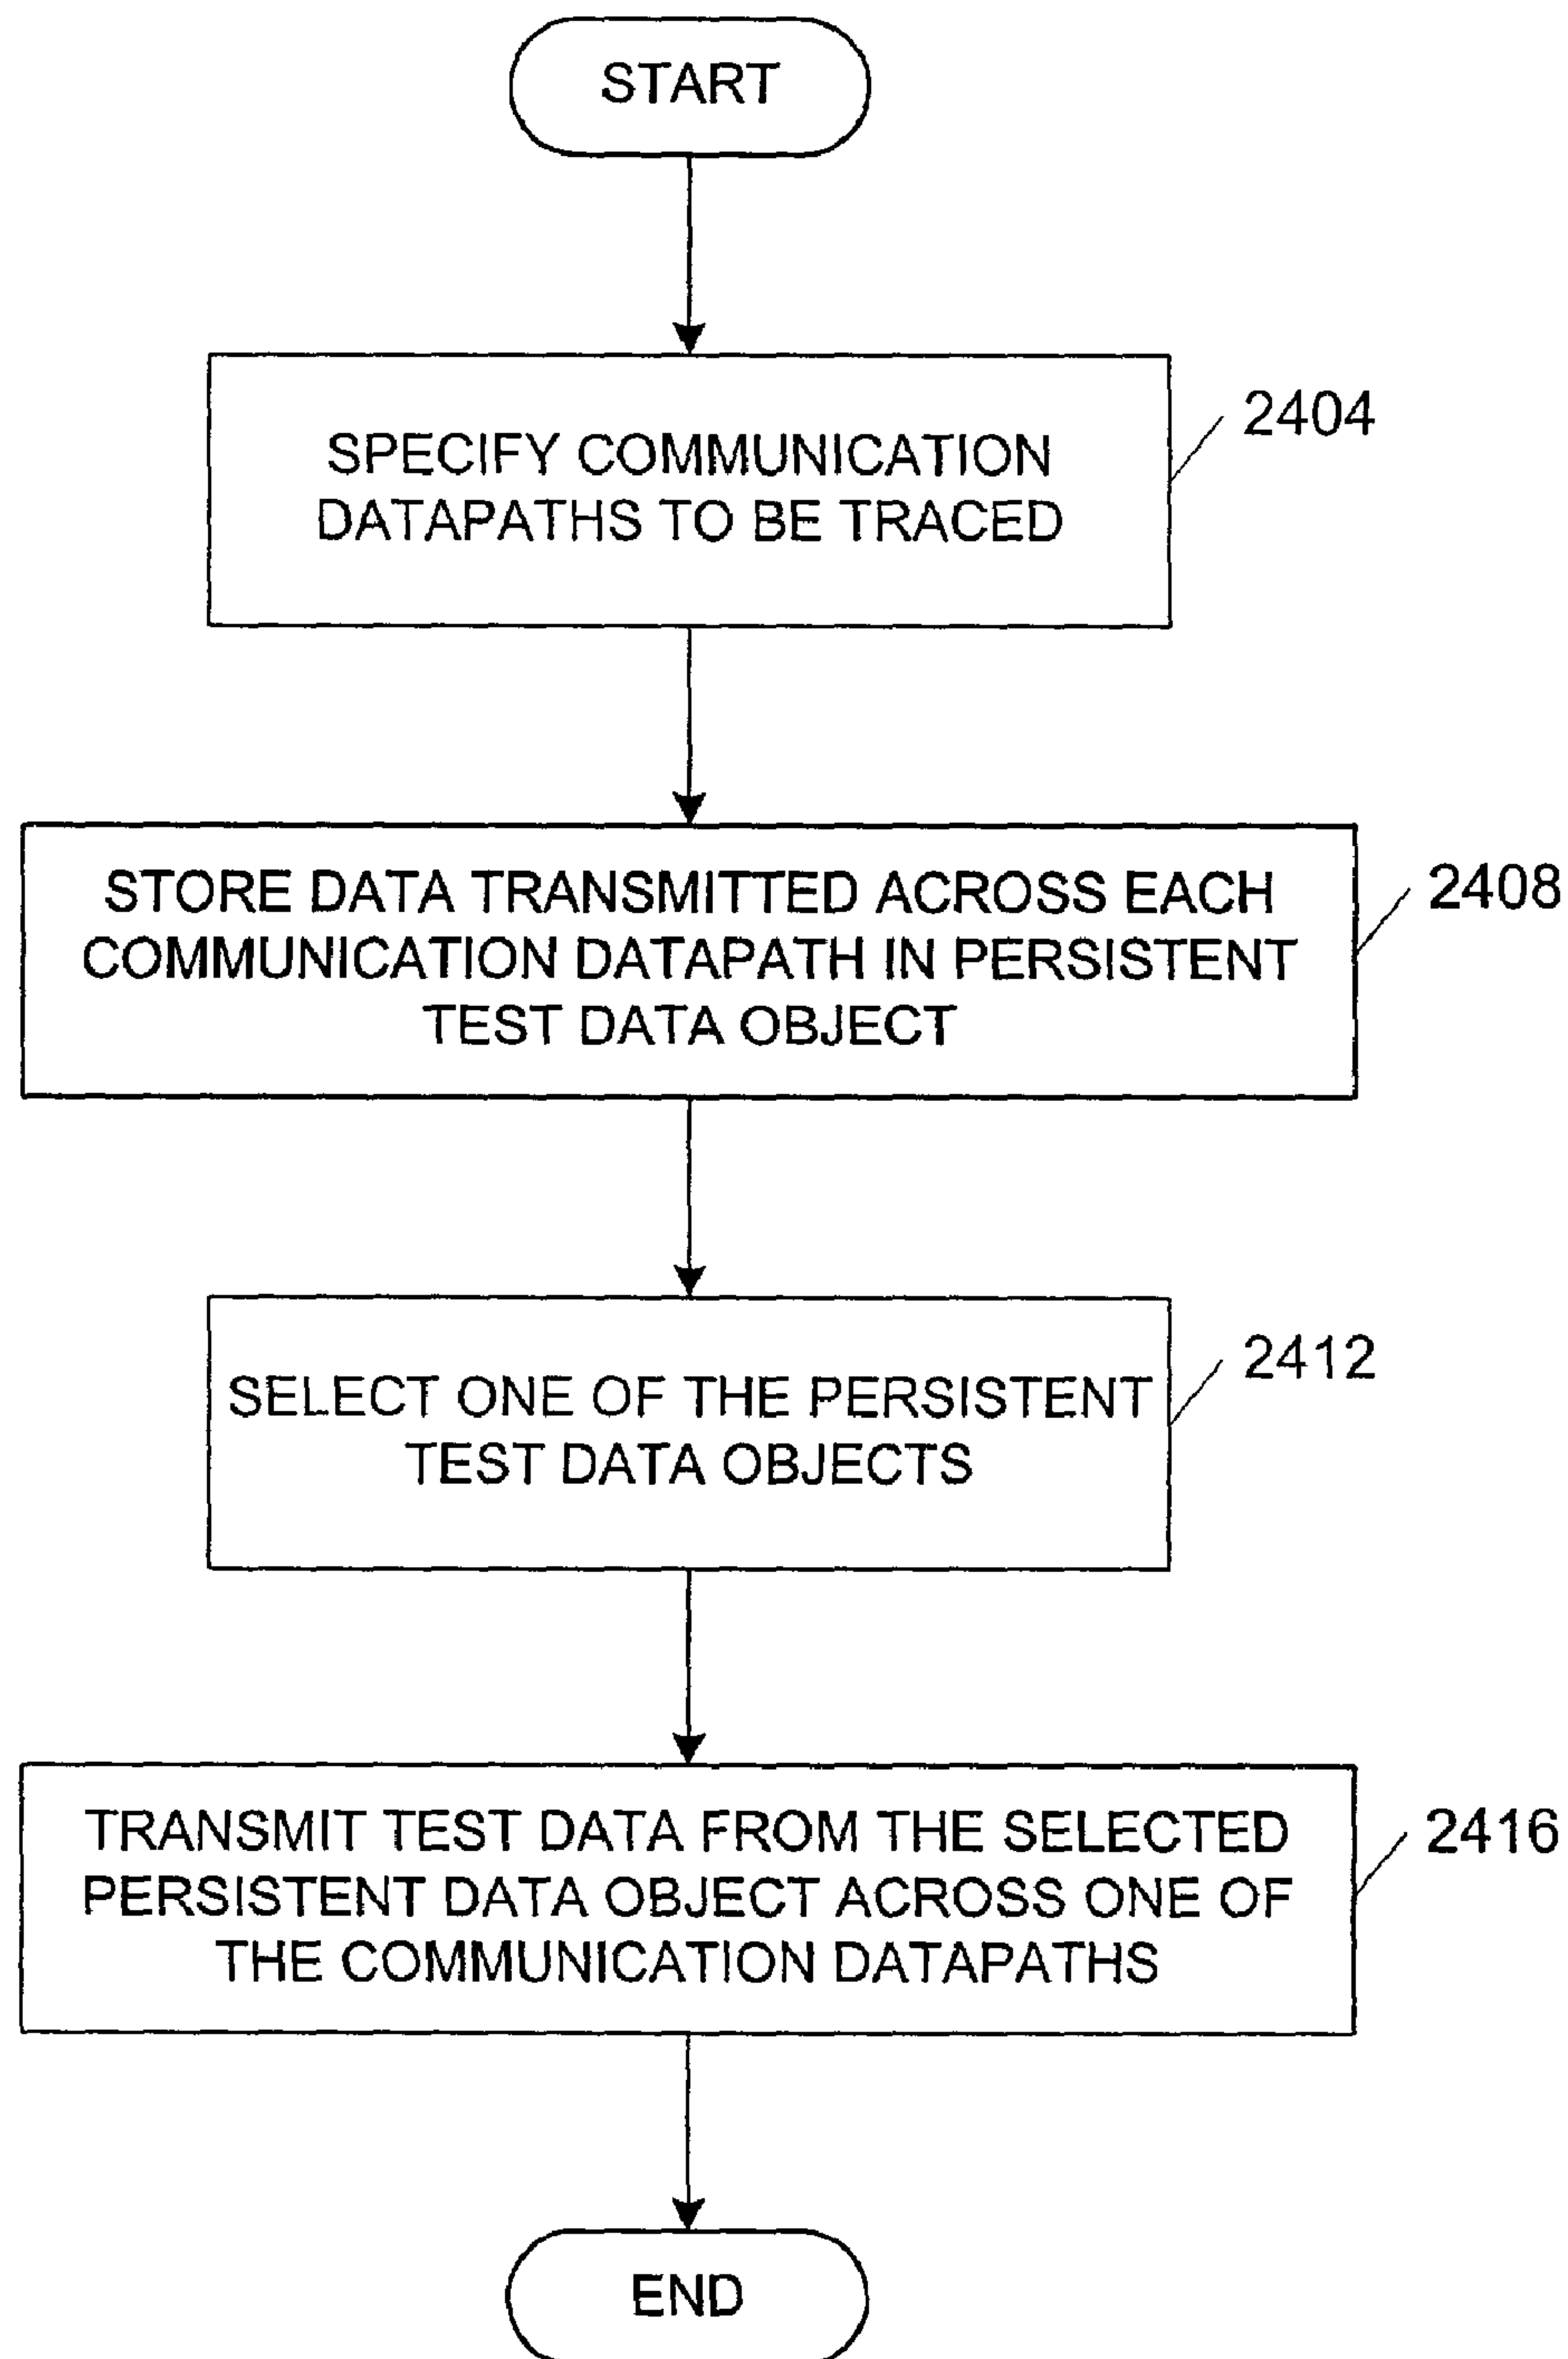 START
SPECIFY COMMUNICATION
DATAPATHS TO BE TRACED
2404
STORE DATA TRANSMITTED ACROSS EACH
COMMUNICATION DATAPATH IN PERSISTENT
TEST DATA OBJECT
2408
SELECT ONE OF THE PERSISTENT
TEST DATA OBJECTS
2412
TRANSMIT TEST DATA FROM THE SELECTED
PERSISTENT DATA OBJECT ACROSS ONE OF
THE COMMUNICATION DATAPATHS
2416
END